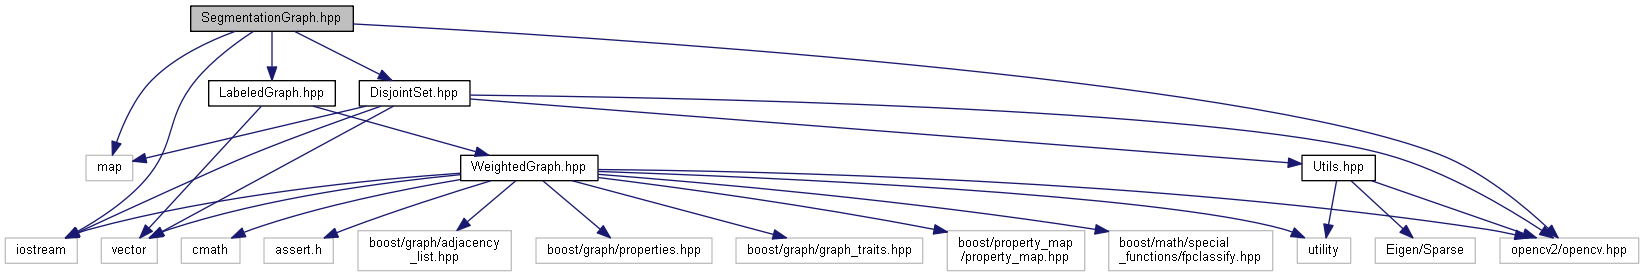 SegmentationGraph.hpp
LabeledGraph.hpp
DisjointSet.hpp
map
WeightedGraph.hpp
Utils.hpp
iostream
vector
cmath
assert.h
boost/graph/adjacency
_list.hpp
boost/graph/properties.hpp
boost/graph/graph_traits.hpp
boost/property_map
/property_map.hpp
boost/math/special
_functions/fpclassify.hpp
utility
Eigen/Sparse
opencv2/opencv.hpp